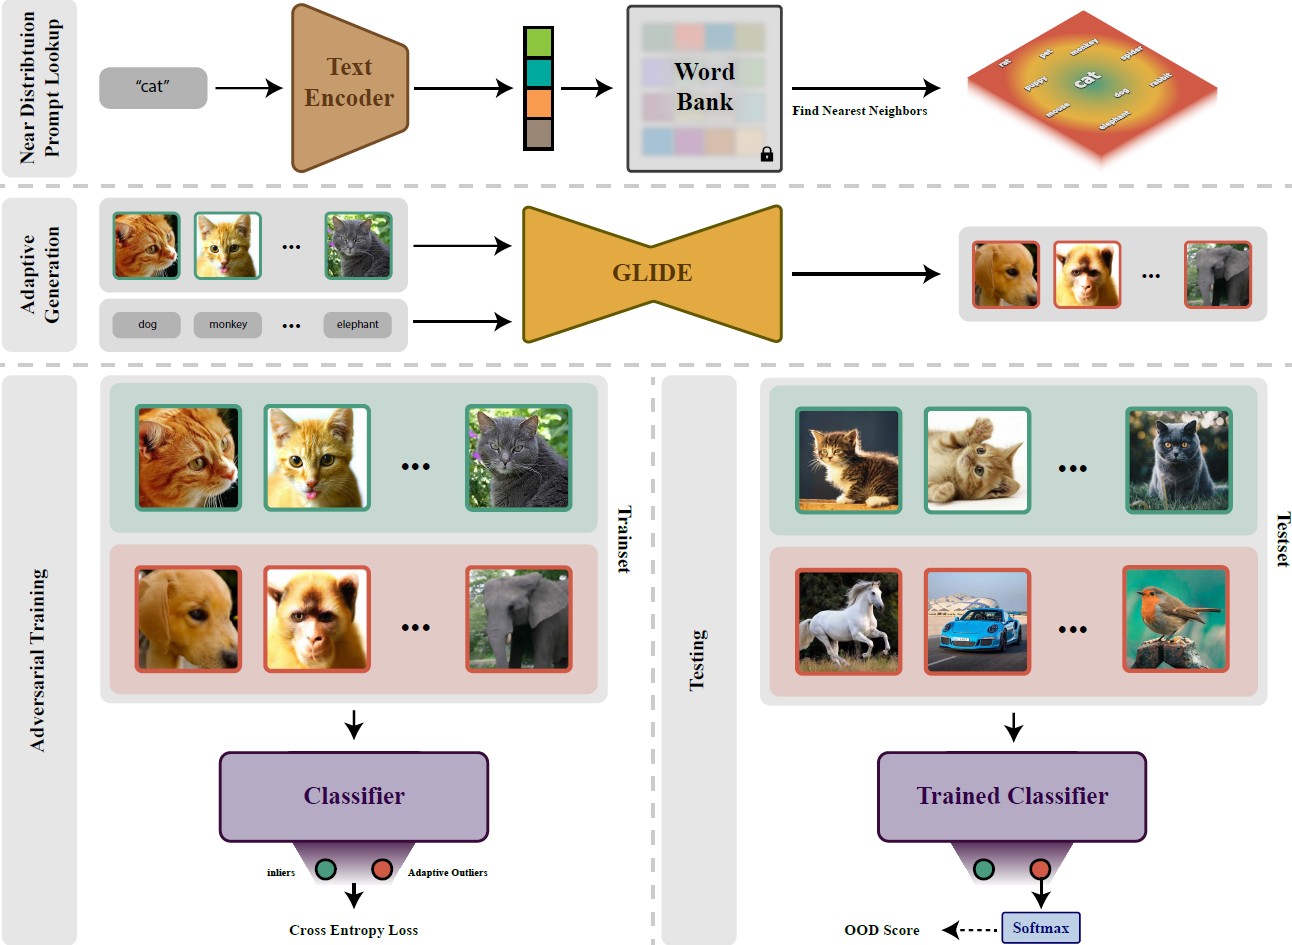 Near Distribtuion
Prompt Lookup
“cat”
Text
Encoder
Word
Bank
Find Nearest Neighbors
rat
pet
monkey
spider
puppy
cat
dog
rabbit
mouse
elephant
Adaptive
Generation
...
dog
monkey
...
elephant
GLIDE
...
Adversarial Training
...
...
Trainset
Classifier
inliers
Adaptive Outliers
Cross Entropy Loss
Testing
...
...
Testset
Trained Classifier
OOD Score
Softmax